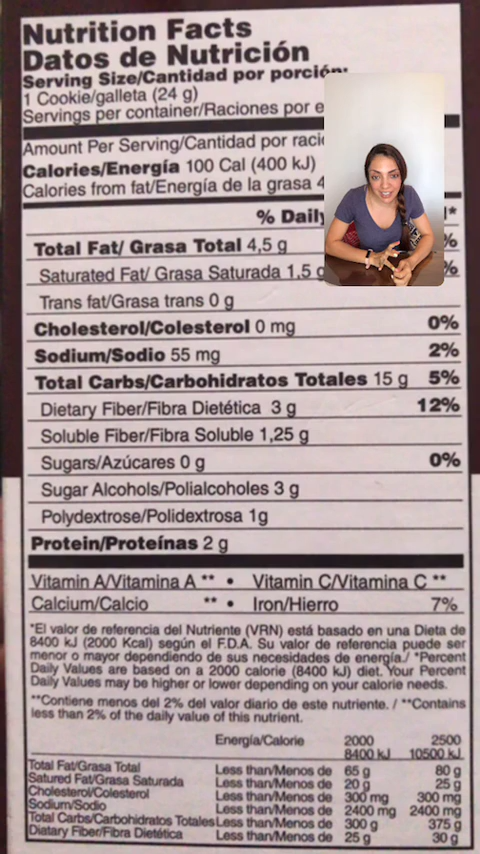 Nutrition Facts
Datos de Nutrición
Serving Size/Cantidad por porción:
1 Cookie/galleta (24 g)
Servings per container/Raciones por
Amount Per Serving/Cantidad por
Calories/Energía 100 Cal (400 kJ)
Calories from fat/Energía de la grasa
% Daily *
Total Fat/ Grasa Total 4,5 g %
Saturated Fat/ Grasa Saturada 1,5 g %
Trans fat/Grasa trans 0 g
Cholesterol/Colesterol 0 mg 0%
Sodium/Sodio 55 mg 2%
Total Carbs/Carbohidratos Totales 15 g 5%
Dietary Fiber/Fibra Dietética 3 g 12%
Soluble Fiber/Fibra Soluble 1,25 g
Sugars/Azúcares 0 g 0%
Sugar Alcohols/Polialcoholes 3 g
Polydextrose/Polidextrosa 1g
Protein/Proteínas 2 g
Vitamin A/Vitamina A ** • Vitamin C/Vitamina C **
Calcium/Calcio ** • Iron/Hierro 7%
*El valor de referencia del Nutriente (VRN) está basado en una Dieta de
8400 kJ (2000 Kcal) según el F.D.A. Su valor de referencia puede ser
menor o mayor dependiendo de sus necesidades de energía./ *Percent
Daily Values are based on a 2000 calorie (8400 kJ) diet. Your Percent
Daily Values may be higher or lower depending on your calorie needs.
**Contiene menos del 2% del valor diario de este nutriente. / **Contains
less than 2% of the daily value of this nutrient.
Energía/Calorie 2000 2500
8400 kJ 10500 kJ
Total Fat/Grasa Total Less than/Menos de 65 g 80 g
Satured Fat/Grasa Saturada Less than/Menos de 20 g 25 g
Cholesterol/Colesterol Less than/Menos de 300 mg 300 mg
Sodium/Sodio Less than/Menos de 2400 mg 2400 mg
Total Carbs/Carbohidratos Totales Less than/Menos de 300 g 375 g
Diatary Fiber/Fibra Dietética Less than/Menos de 25 g 30 g